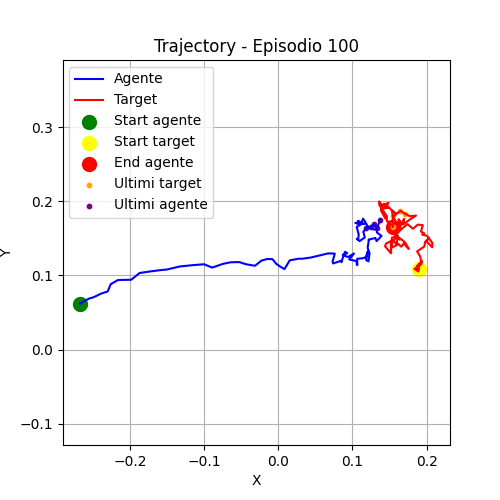 Trajectory - Episodio 100
Agente
Target
Start agente
Start target
End agente
Ultimi target
Ultimi agente
0.3
0.2
0.1
0.0
−0.1
Y
−0.2
−0.1
0.0
0.1
0.2
X